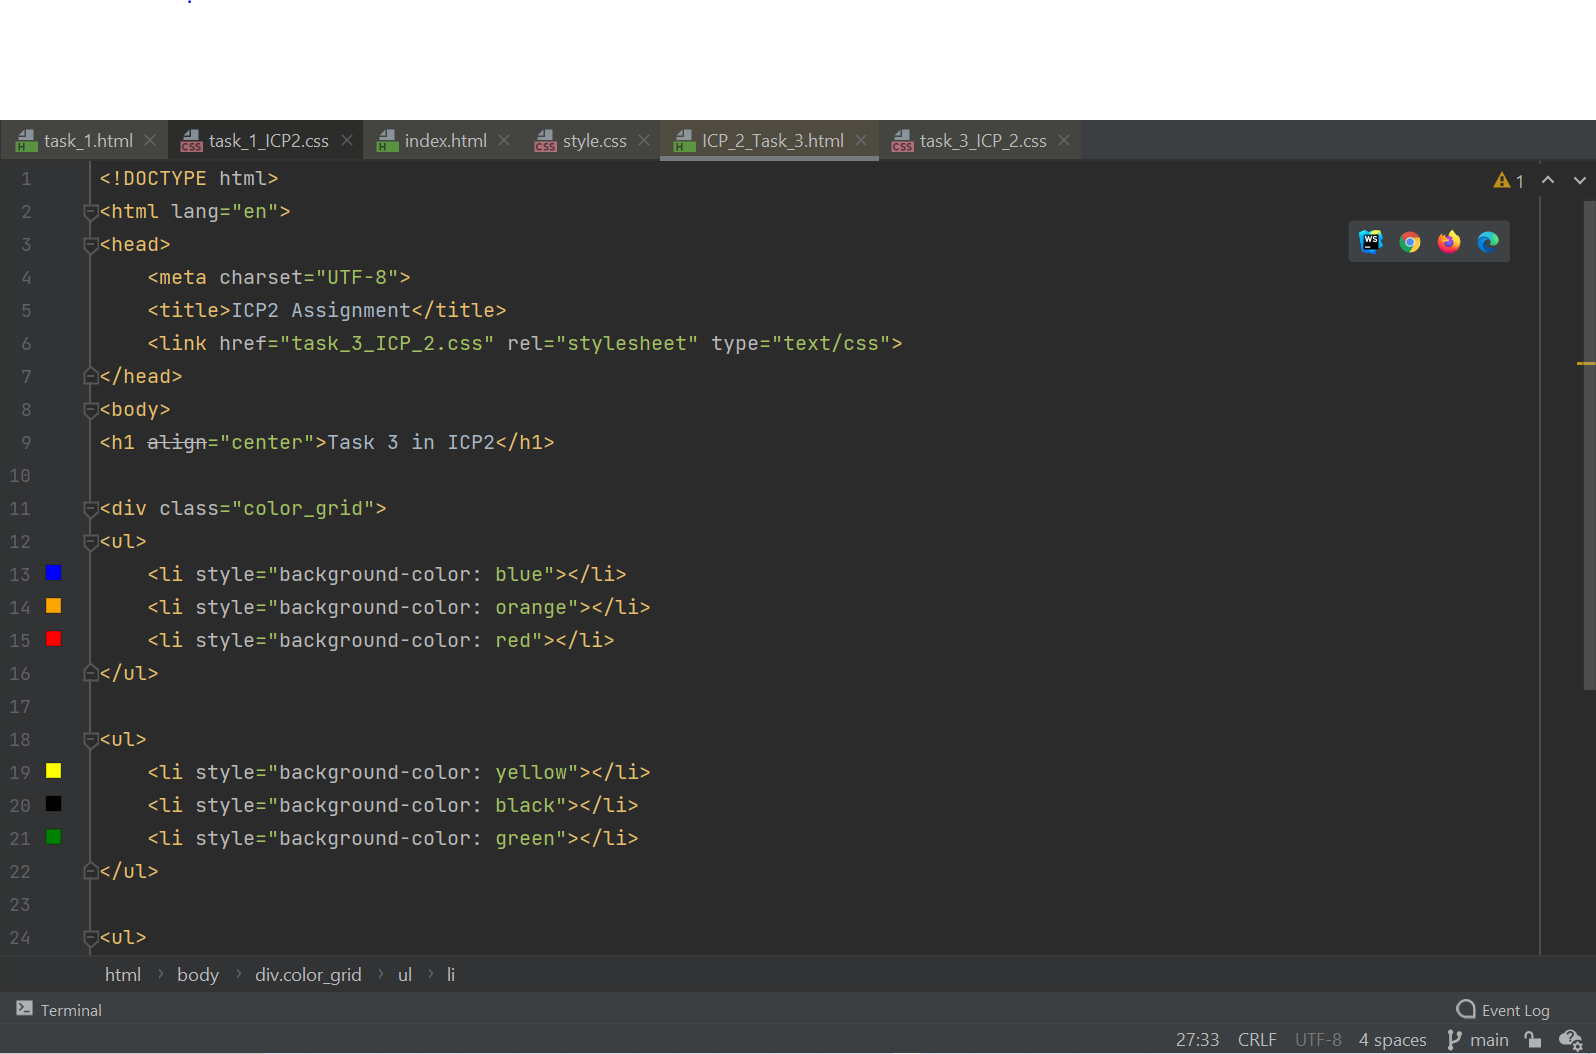 task_1.html task_1_ICP2.css index.html style.css ICP_2_Task_3.html task_3_ICP_2.css
1 <!DOCTYPE html> 1
2 <html lang="en">
3 <head>
4     <meta charset="UTF-8">
5     <title>ICP2 Assignment</title>
6     <link href="task_3_ICP_2.css" rel="stylesheet" type="text/css">
7 </head>
8 <body>
9 <h1 align="center">Task 3 in ICP2</h1>
10
11 <div class="color_grid">
12 <ul>
13     <li style="background-color: blue"></li>
14     <li style="background-color: orange"></li>
15     <li style="background-color: red"></li>
16 </ul>
17
18 <ul>
19     <li style="background-color: yellow"></li>
20     <li style="background-color: black"></li>
21     <li style="background-color: green"></li>
22 </ul>
23
24 <ul>
html › body › div.color_grid › ul › li
Terminal Event Log
27:33 CRLF UTF-8 4 spaces main